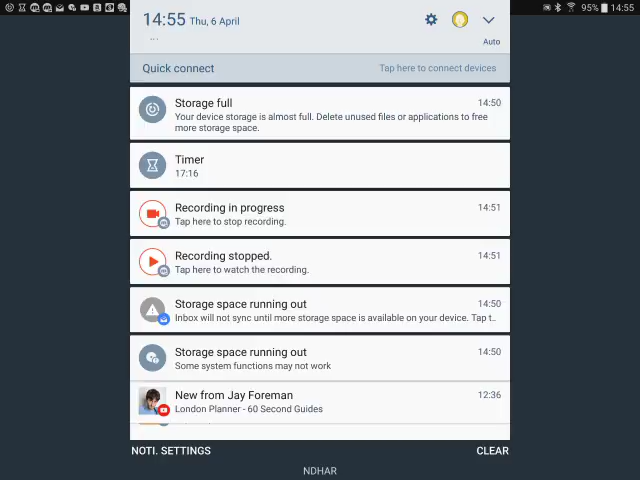 95% 14:55
14:55 Thu, 6 April
...
Auto
Quick connect Tap here to connect devices
Storage full 14:50
Your device storage is almost full. Delete unused files or applications to free
more storage space.
Timer
17:16
Recording in progress 14:51
Tap here to stop recording.
Recording stopped. 14:51
Tap here to watch the recording.
Storage space running out 14:50
Inbox will not sync until more storage space is available on your device. Tap t..
Storage space running out 14:50
Some system functions may not work
New from Jay Foreman 12:36
London Planner - 60 Second Guides
NOTI. SETTINGS CLEAR
NDHAR